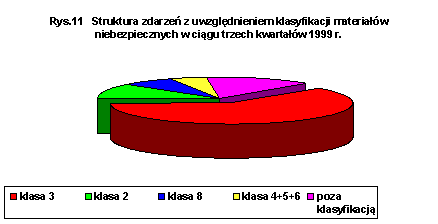 Rys.11 Struktura zdarzeń z uwzględnieniem klasyfikacji materiałów
niebezpiecznych w ciągu trzech kwartałów 1999 r.
klasa 3 klasa 2 klasa 8 klasa 4+5+6 poza
klasyfikacją